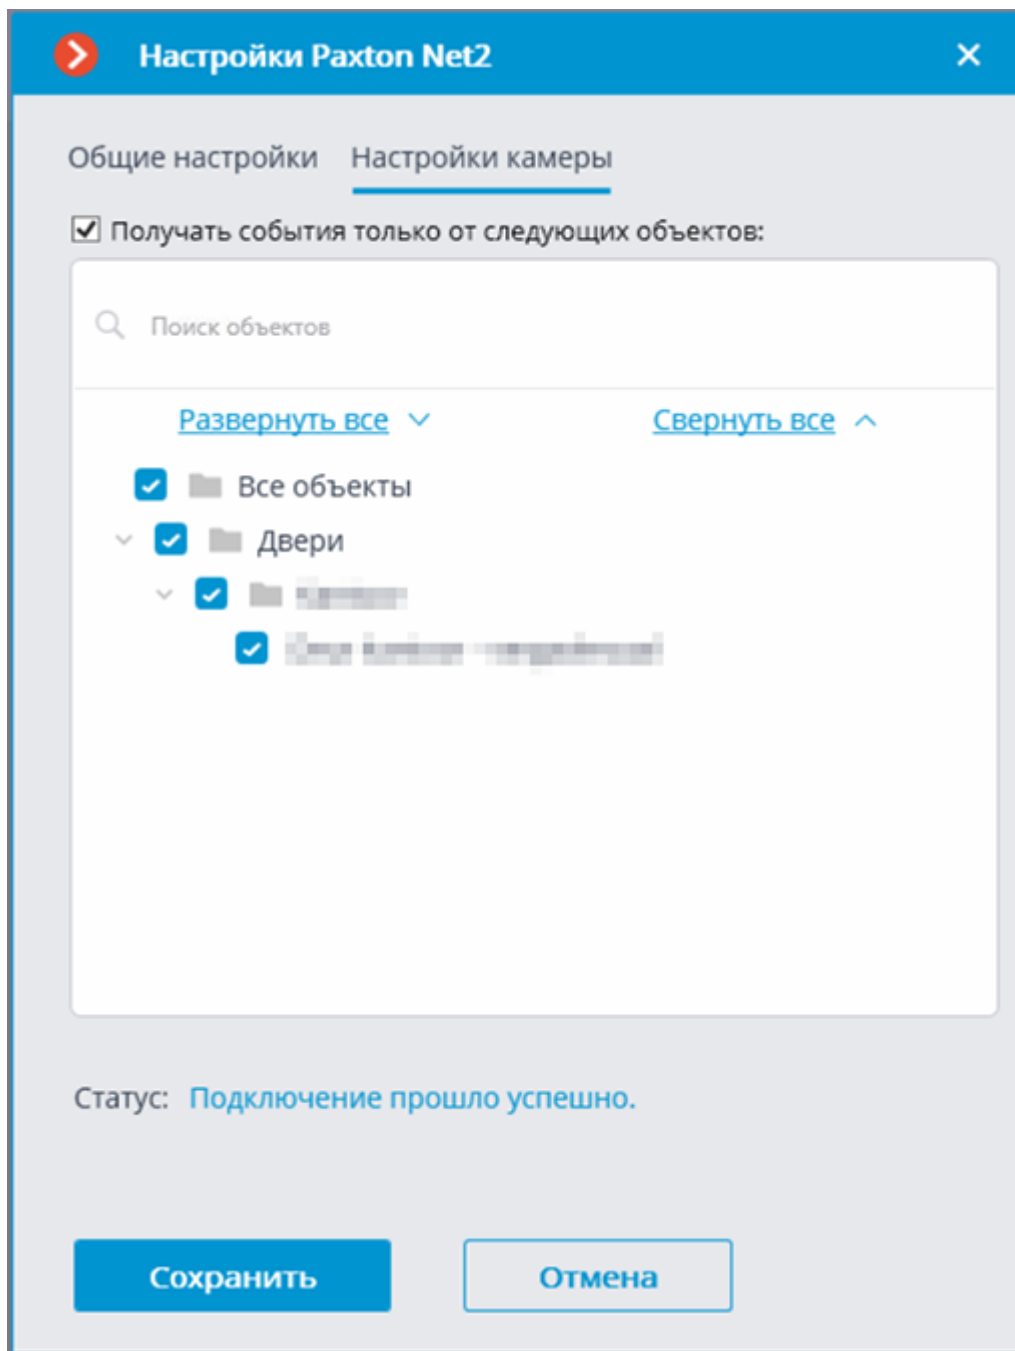 Настройки Paxton Net2
Общие настройки Настройки камеры
Получать события только от следующих объектов:
Поиск объектов
Развернуть все Свернуть все
Все объекты
Двери
Статус: Подключение прошло успешно.
Сохранить Отмена